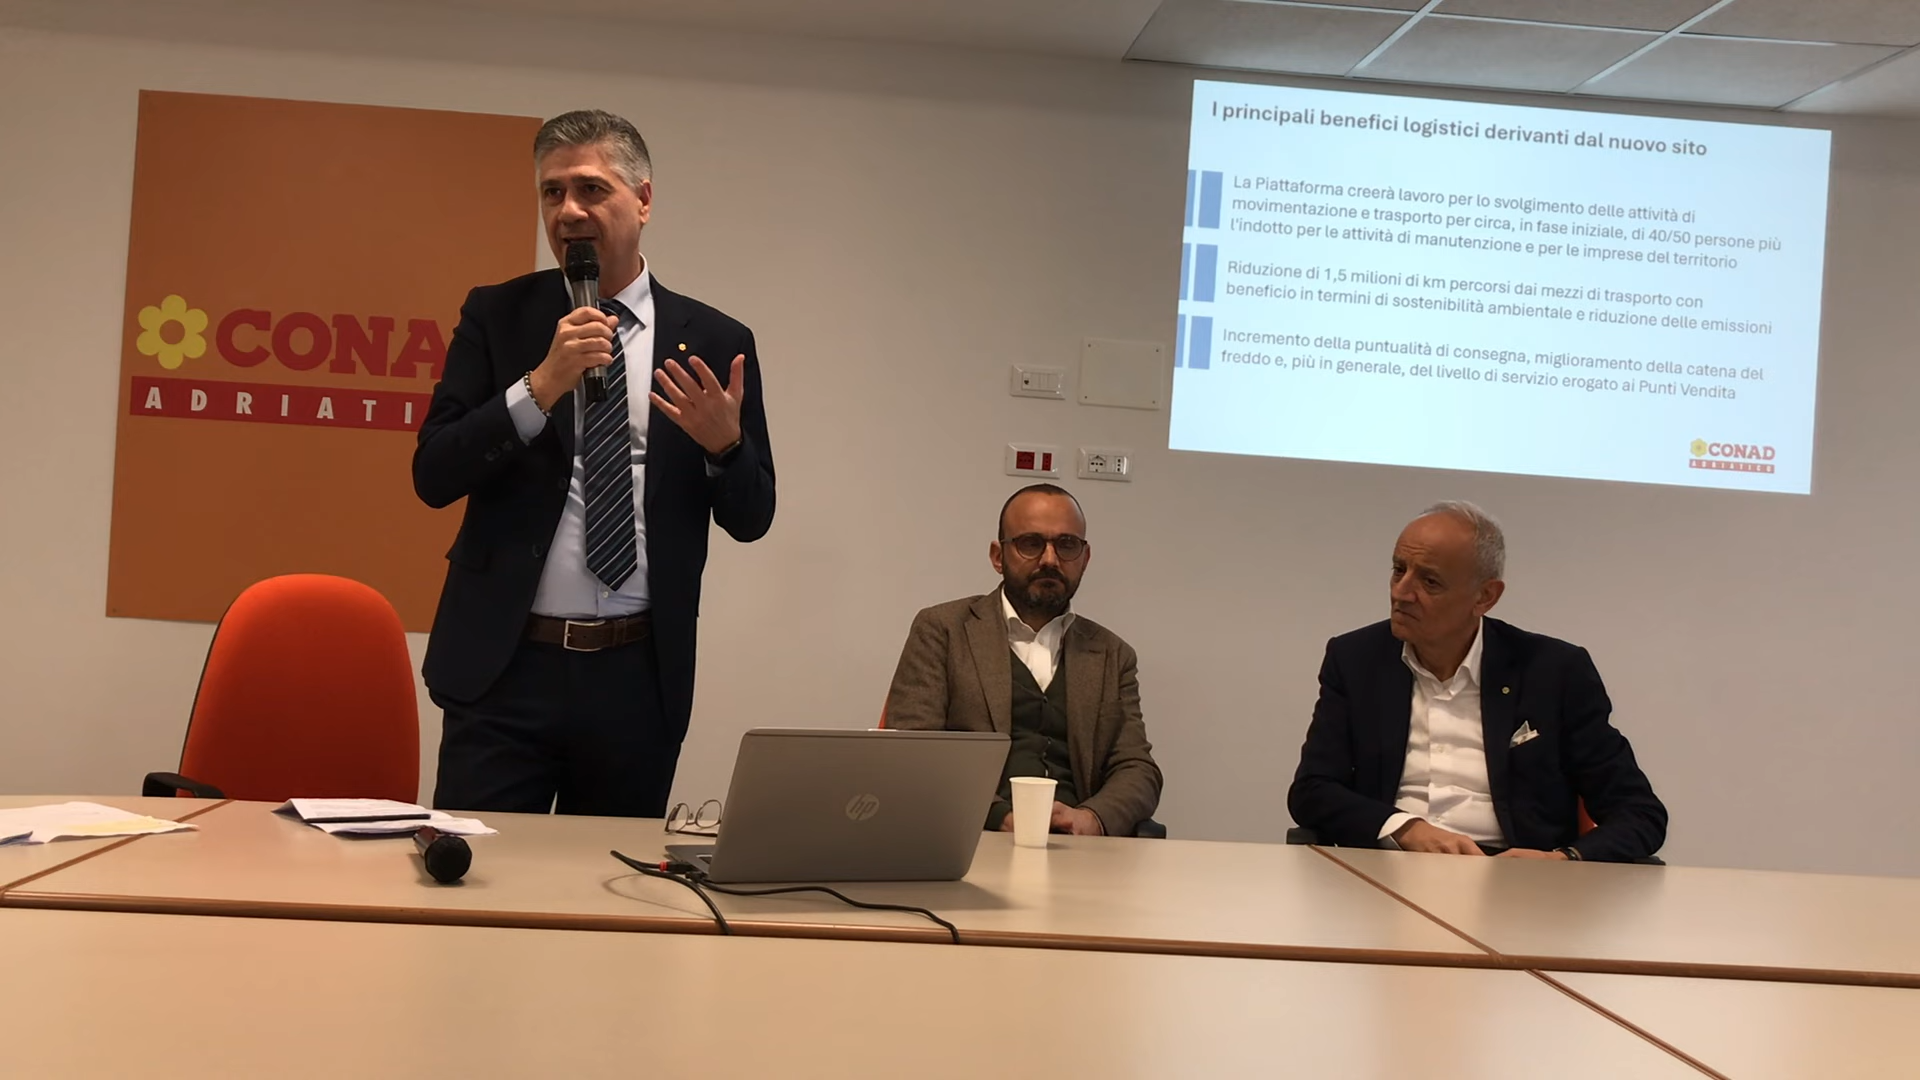 CONA
ADRIATI
I principali benefici logistici derivanti dal nuovo sito
La Piattaforma creerà lavoro per lo svolgimento delle attività di
movimentazione e trasporto per circa, in fase iniziale, di 40/50 persone più
l'indotto per le attività di manutenzione e per le imprese del territorio
Riduzione di 1,5 milioni di km percorsi dai mezzi di trasporto con
beneficio in termini di sostenibilità ambientale e riduzione delle emissioni
Incremento della puntualità di consegna, miglioramento della catena del
freddo e, più in generale, del livello di servizio erogato ai Punti Vendita
CONAD
ADRIATICO
hp